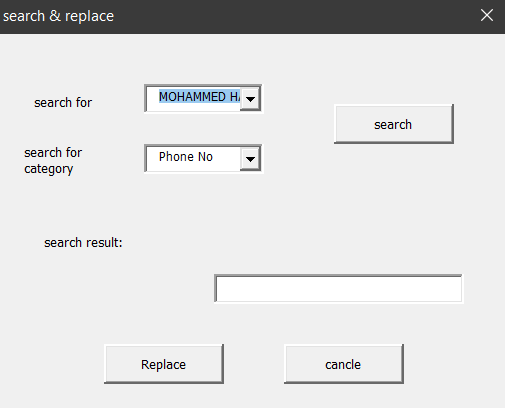 search & replace
search for
MOHAMMED
search
search for
category
Phone No
search result:
Replace
cancle